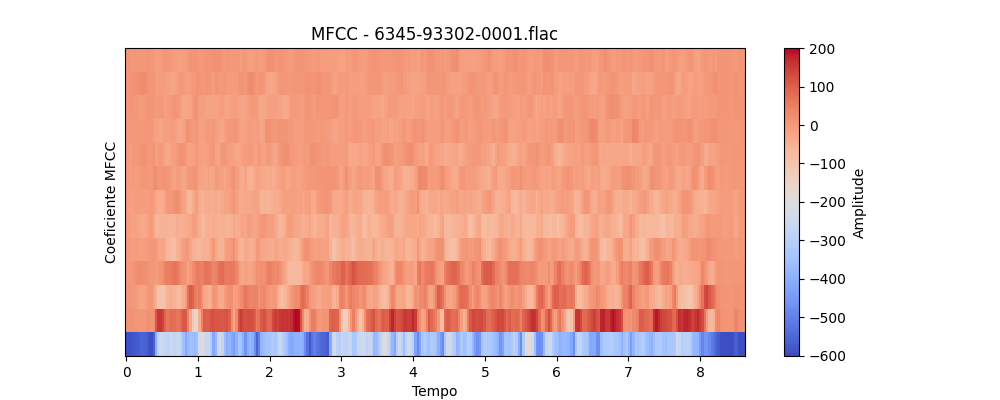 MFCC - 6345-93302-0001.flac
Coeficiente MFCC
0 1 2 3 4 5 6 7 8
Tempo
200
100
0
−100
−200
−300
−400
−500
−600
Amplitude